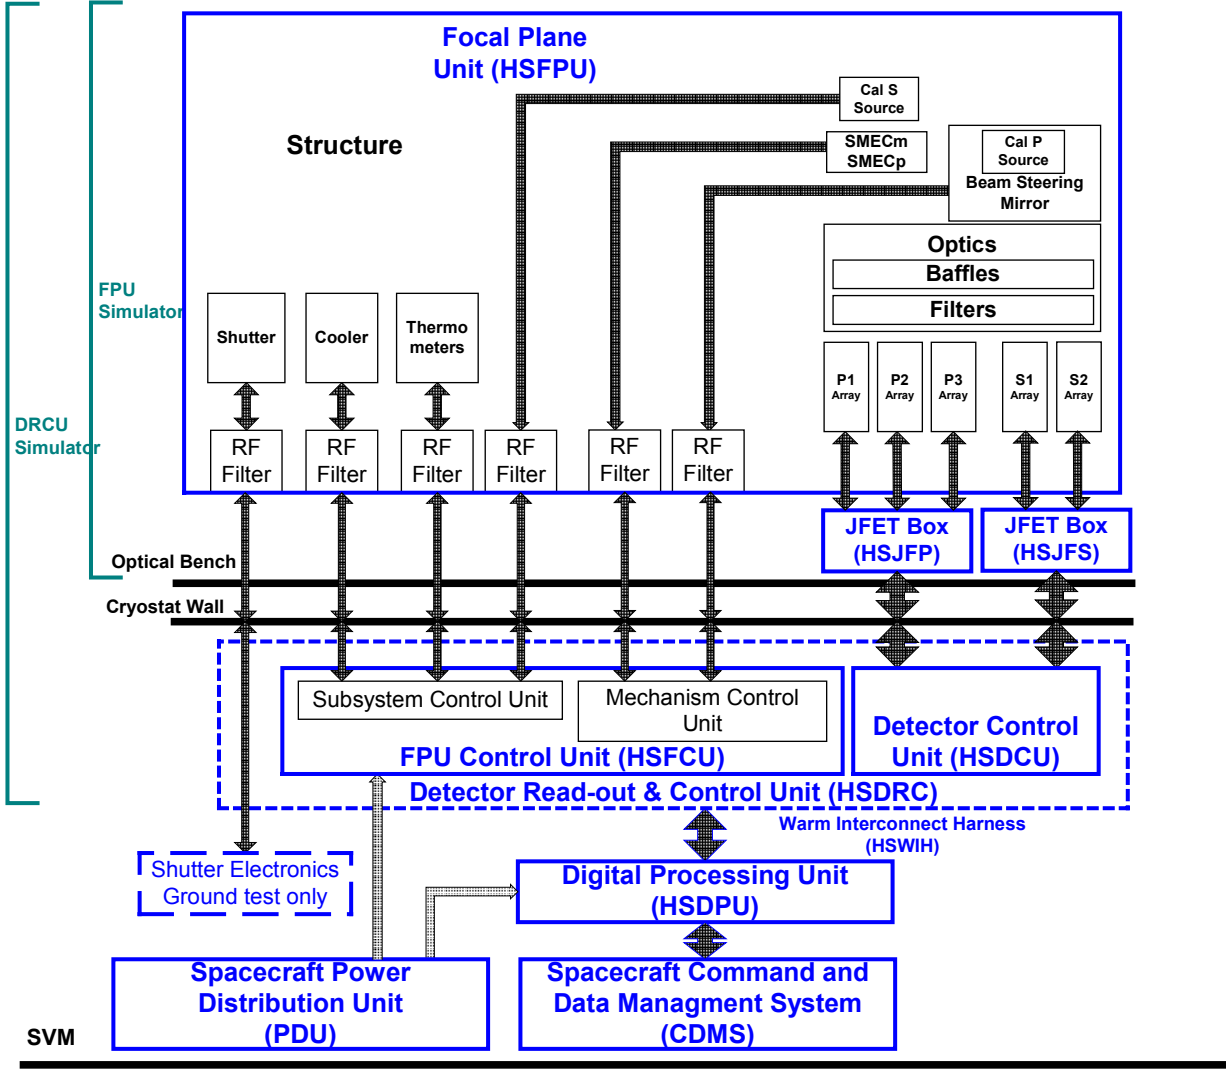 Focal Plane
Unit (HSFPU)
Cal S
Source
Structure
SMECm
SMECp
Cal P
Source
Beam Steering
Mirror
Optics
Baffles
Filters
FPU
Simulator
Shutter
Cooler
Thermo
meters
P1
Array
P2
Array
P3
Array
S1
Array
S2
Array
DRCU
Simulator
RF
Filter
RF
Filter
RF
Filter
RF
Filter
RF
Filter
RF
Filter
JFET Box
(HSJFP)
JFET Box
(HSJFS)
Optical Bench
Cryostat Wall
Subsystem Control Unit
Mechanism Control
Unit
FPU Control Unit (HSFCU)
Detector Control
Unit (HSDCU)
Detector Read-out & Control Unit (HSDRC)
Warm Interconnect Harness
(HSWIH)
Shutter Electronics
Ground test only
Digital Processing Unit
(HSDPU)
Spacecraft Power
Distribution Unit
(PDU)
Spacecraft Command and
Data Managment System
(CDMS)
SVM